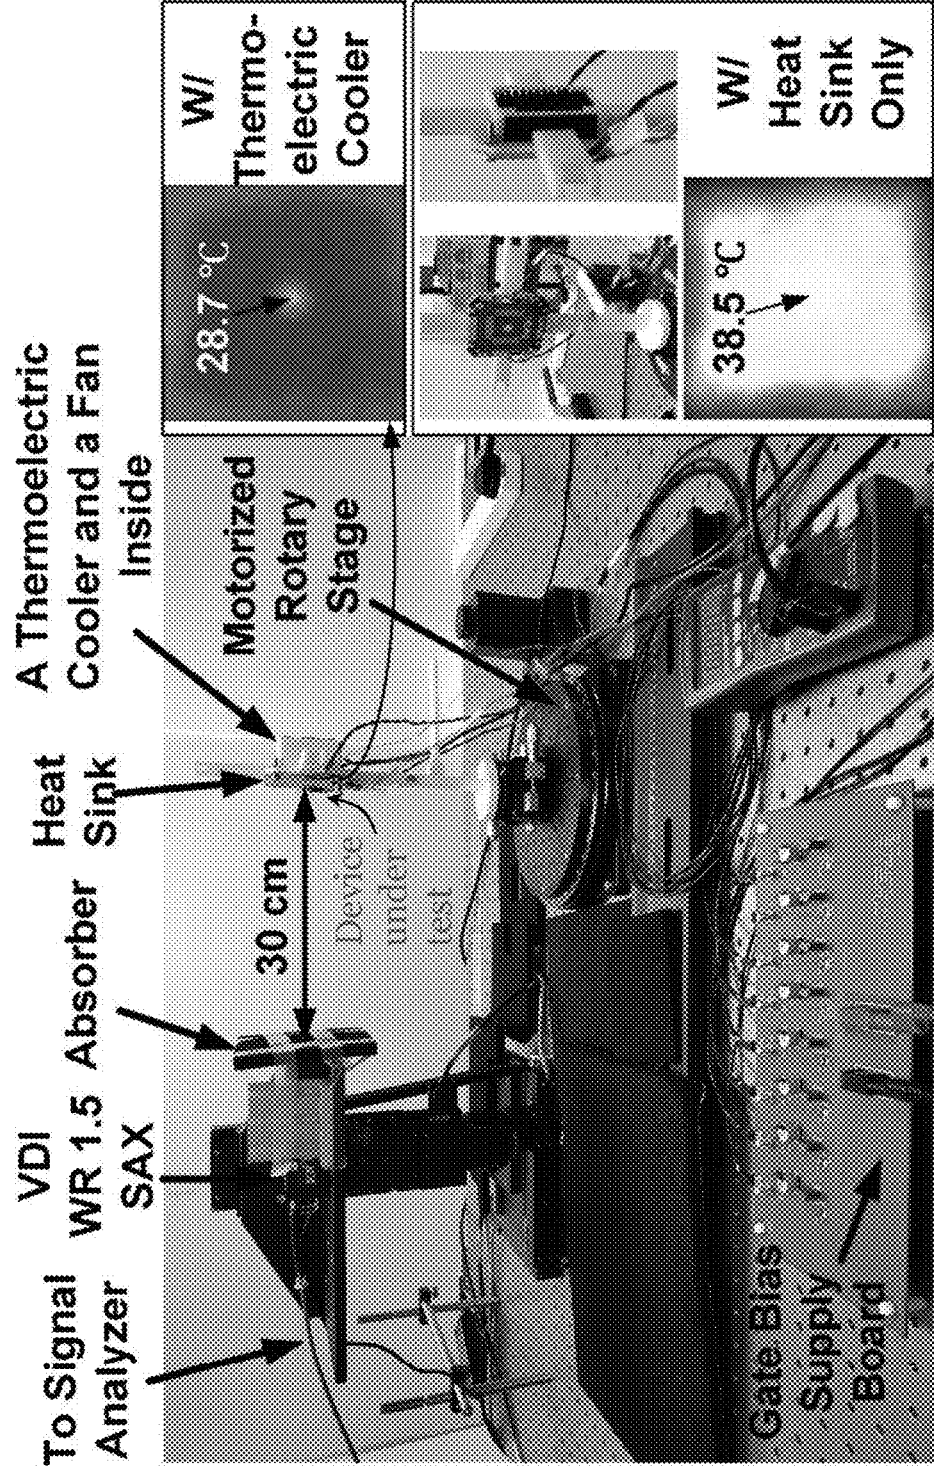 To Signal
Analyzer
VDI
WR 1.5
SAX
Absorber
Heat
Sink
A Thermoelectric
Cooler and a Fan
Inside
30 cm
Device
under
test
Motorized
Rotary
Stage
Gate Bias
Supply
Board
28.7 °C
W/
Thermo-
electric
Cooler
38.5 °C
W/
Heat
Sink
Only